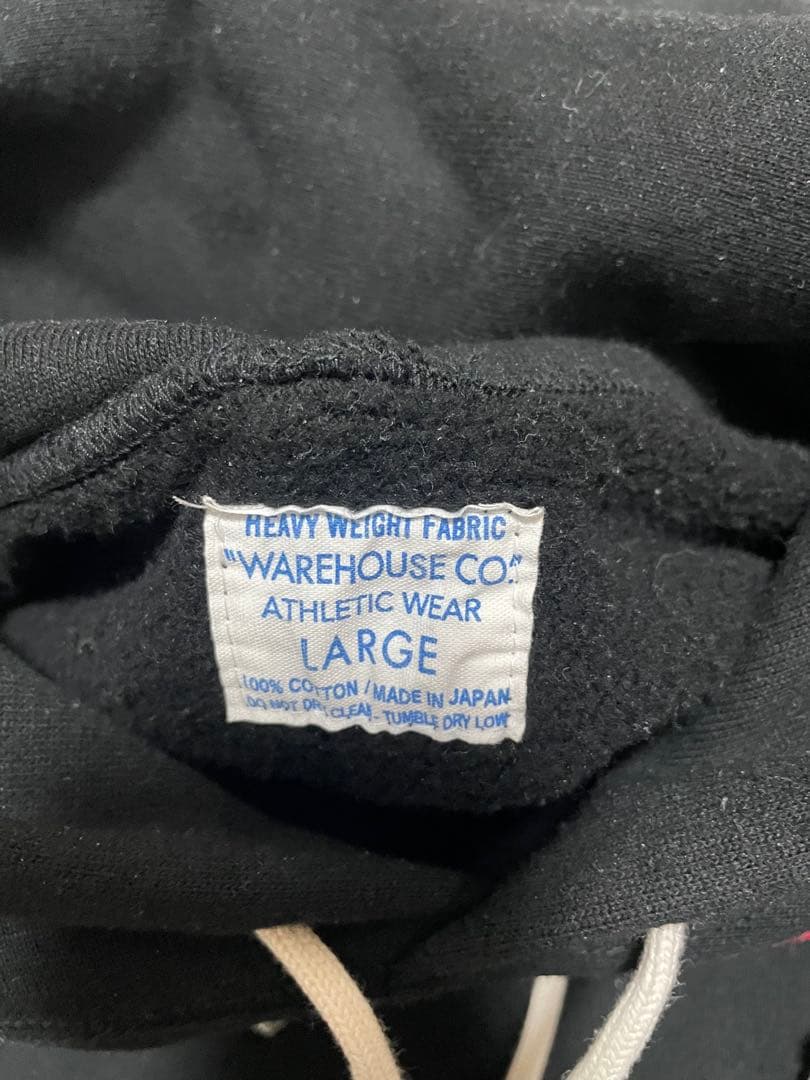 HEAVY WEIGHT FABRIC
"WAREHOUSE CO."
ATHLETIC WEAR
LARGE
100% COTTON / MADE IN JAPAN
DO NOT DRY CLEAN - TUMBLE DRY LOW